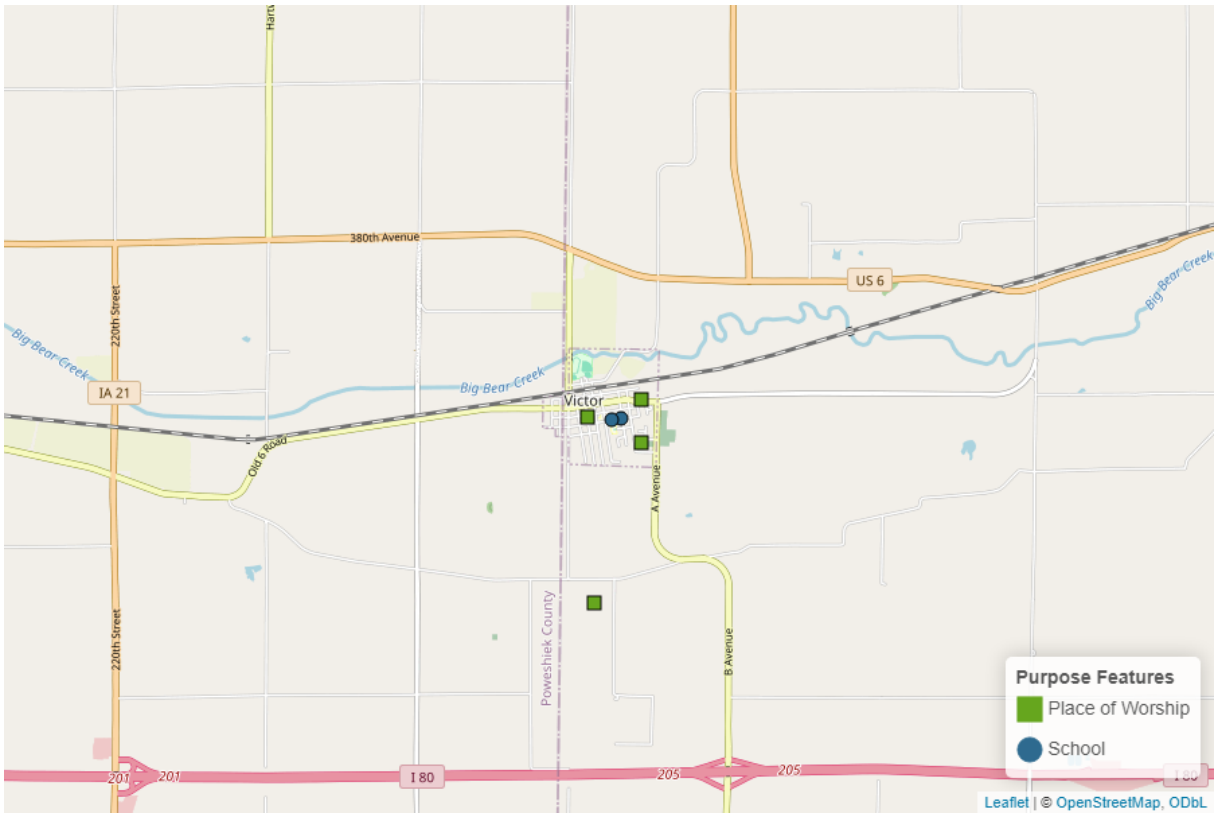 Hartw
380th Avenue
220th Street
US 6
Big Bear Creek
Big Bear Creek
IA 21
Big Bear Creek
Victor
Old 6 Road
A Avenue
220th Street
Poweshiek County
B Avenue
Purpose Features
Place of Worship
School
201
201
I 80
205
205
I 80
Leaflet | © OpenStreetMap, ODbL